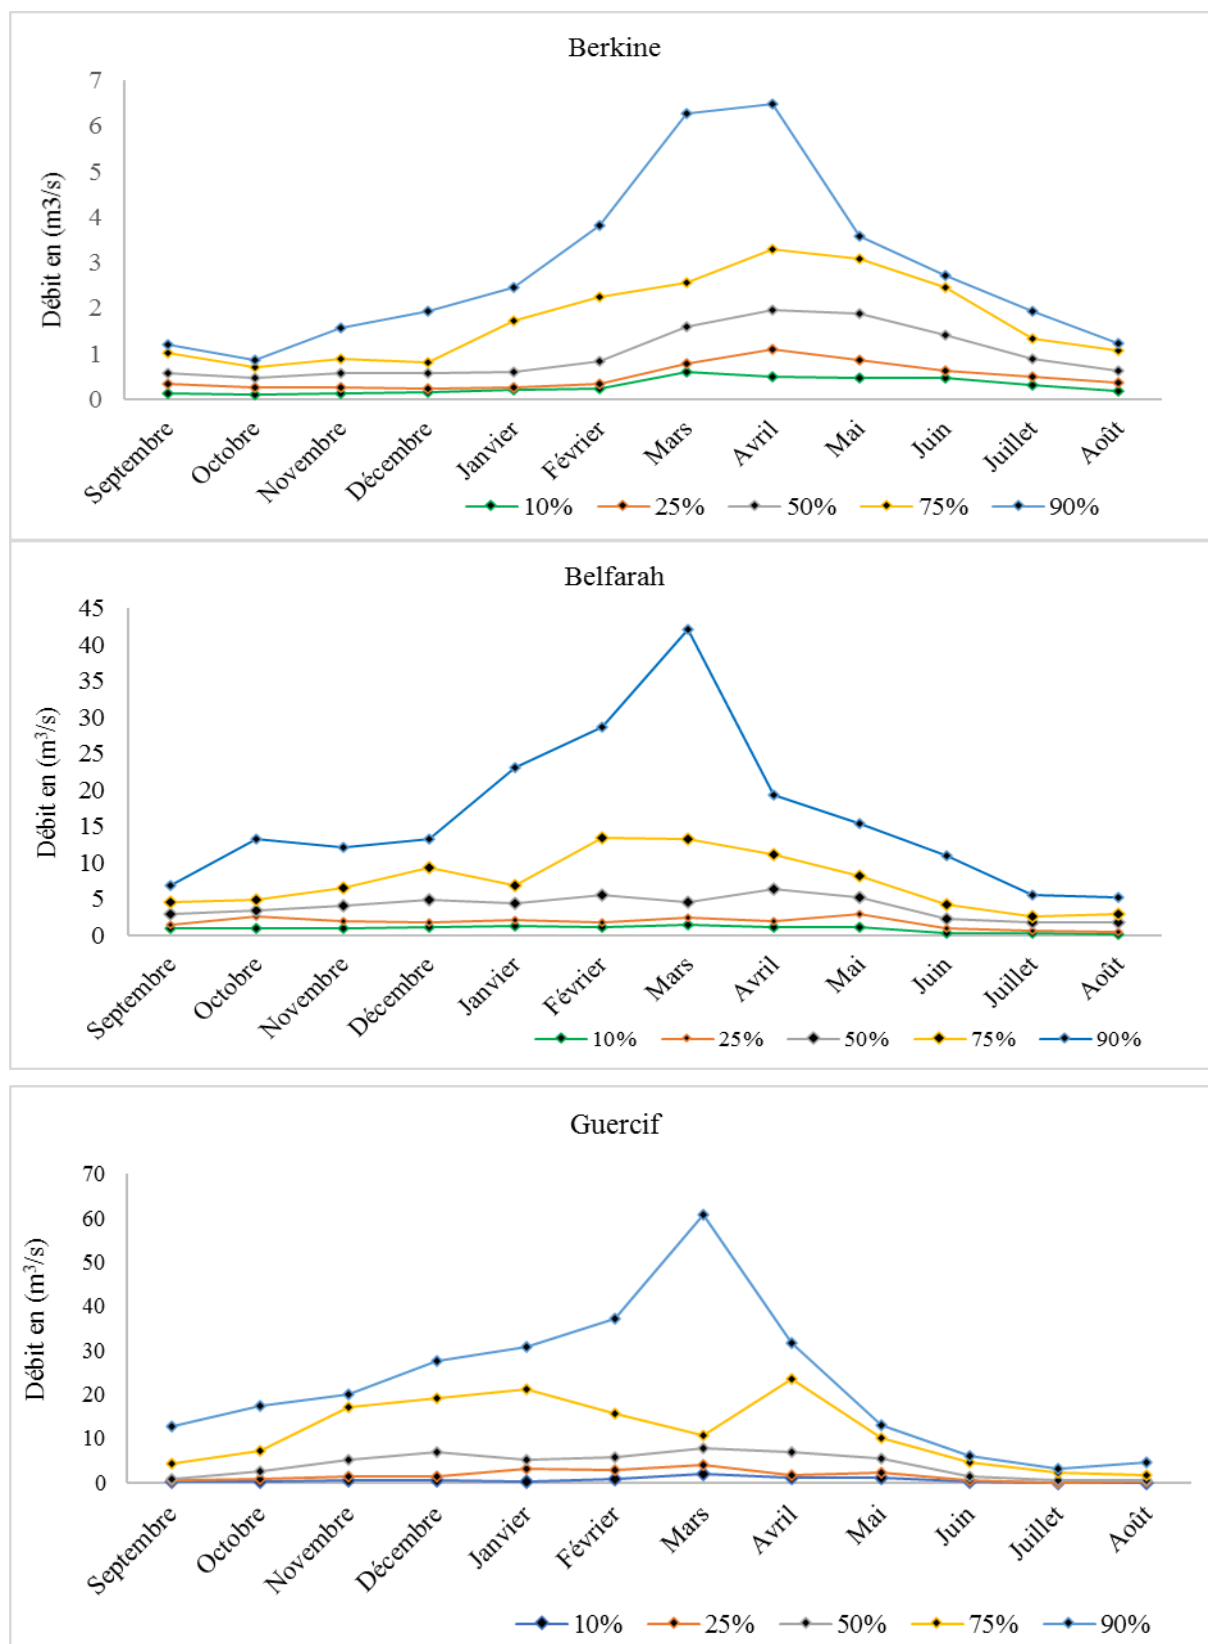 Berkine
Débit en (m3/s)
7
6
5
4
3
2
1
0
Septembre
Octobre
Novembre
Décembre
Janvier
Février
Mars
Avril
Mai
Juin
Juillet
Août
10% 25% 50% 75% 90%
Belfarah
Débit en (m³/s)
45
40
35
30
25
20
15
10
5
0
Septembre
Octobre
Novembre
Décembre
Janvier
Février
Mars
Avril
Mai
Juin
Juillet
Août
10% 25% 50% 75% 90%
Guercif
Débit en (m³/s)
70
60
50
40
30
20
10
0
Septembre
Octobre
Novembre
Décembre
Janvier
Février
Mars
Avril
Mai
Juin
Juillet
Août
10% 25% 50% 75% 90%